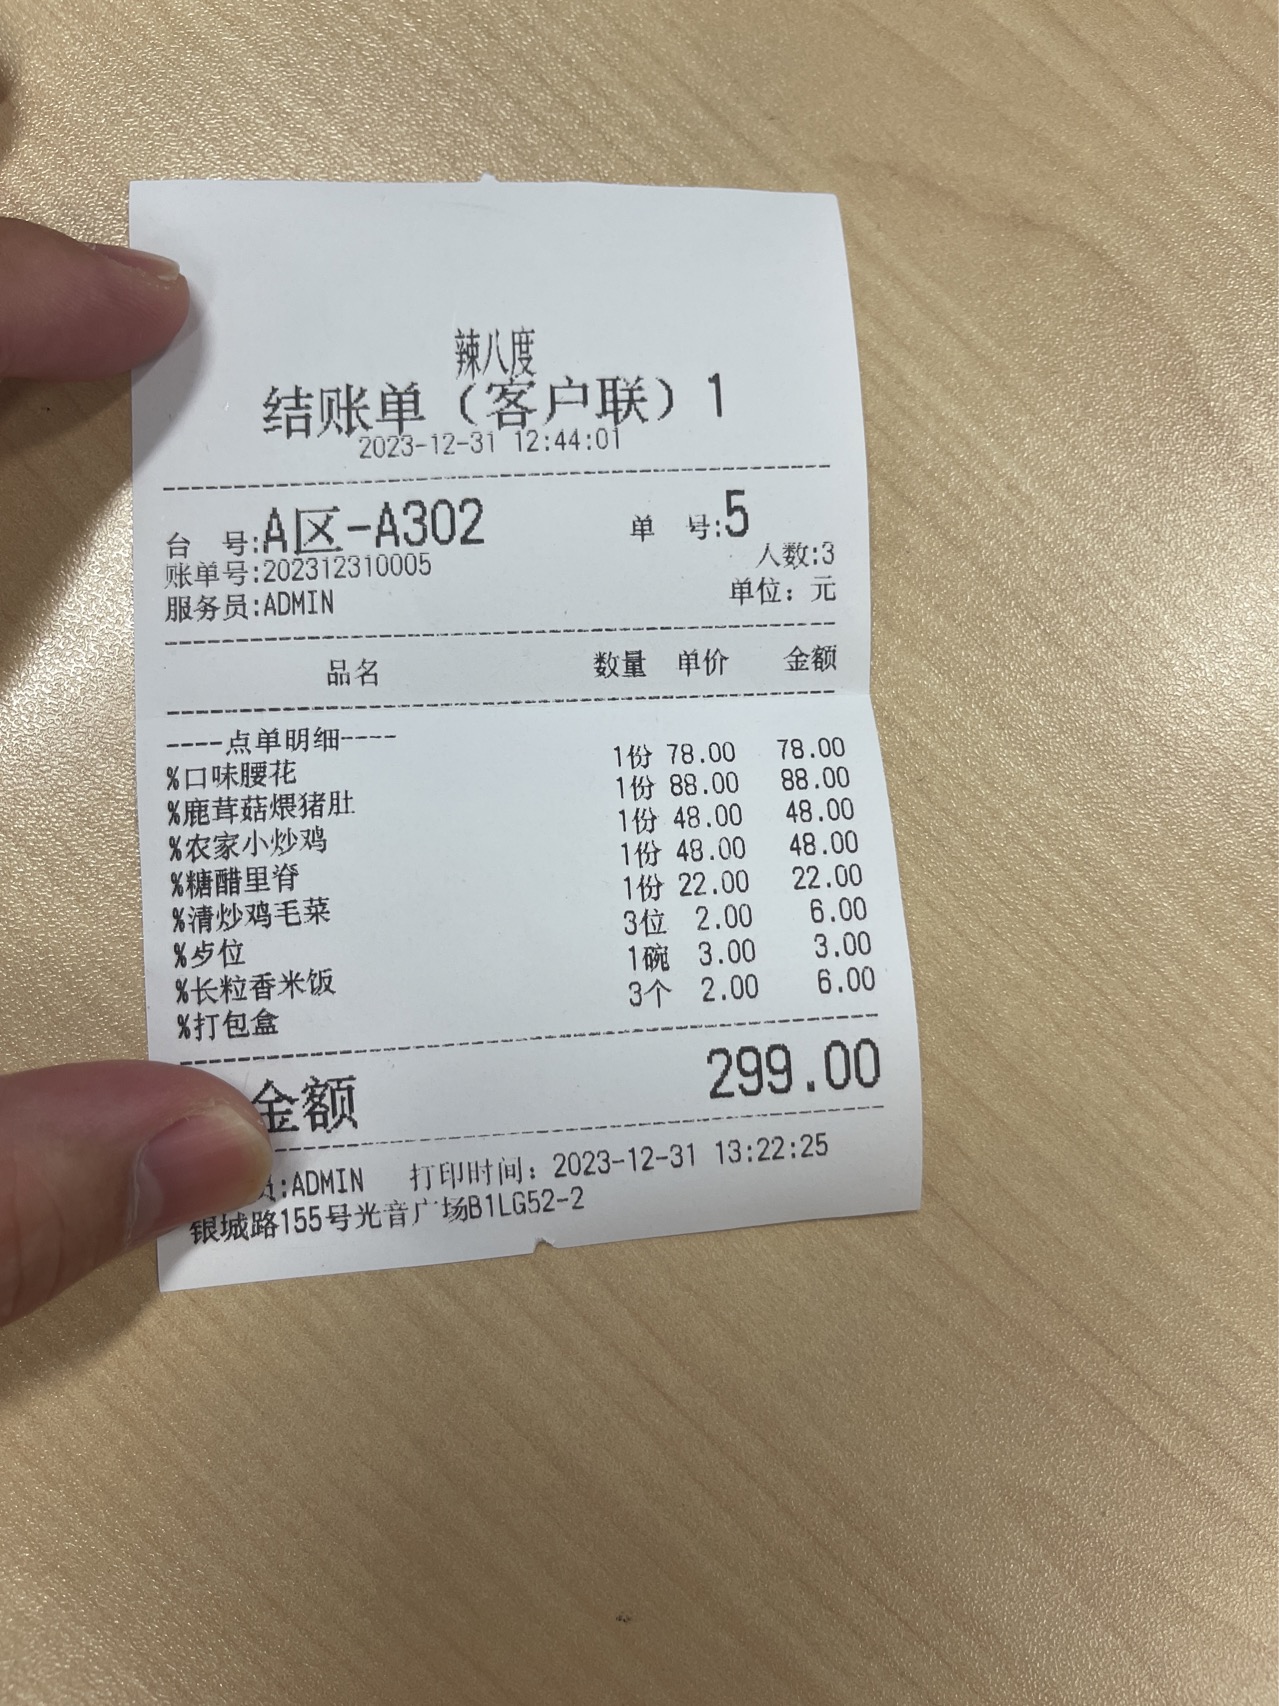 辣八度
结账单（客户联）1
2023-12-31 12:44:01
台 号:A区-A302 单 号:5
账单号:202312310005 人数:3
服务员:ADMIN 单位：元
品名 数量 单价 金额
----点单明细----
%口味腰花 1份 78.00 78.00
%鹿茸菇煨猪肚 1份 88.00 88.00
%农家小炒鸡 1份 48.00 48.00
%糖醋里脊 1份 48.00 48.00
%清炒鸡毛菜 1份 22.00 22.00
%歺位 3位 2.00 6.00
%长粒香米饭 1碗 3.00 3.00
%打包盒 3个 2.00 6.00
金额 299.00
员:ADMIN 打印时间：2023-12-31 13:22:25
银城路155号光音广场B1LG52-2